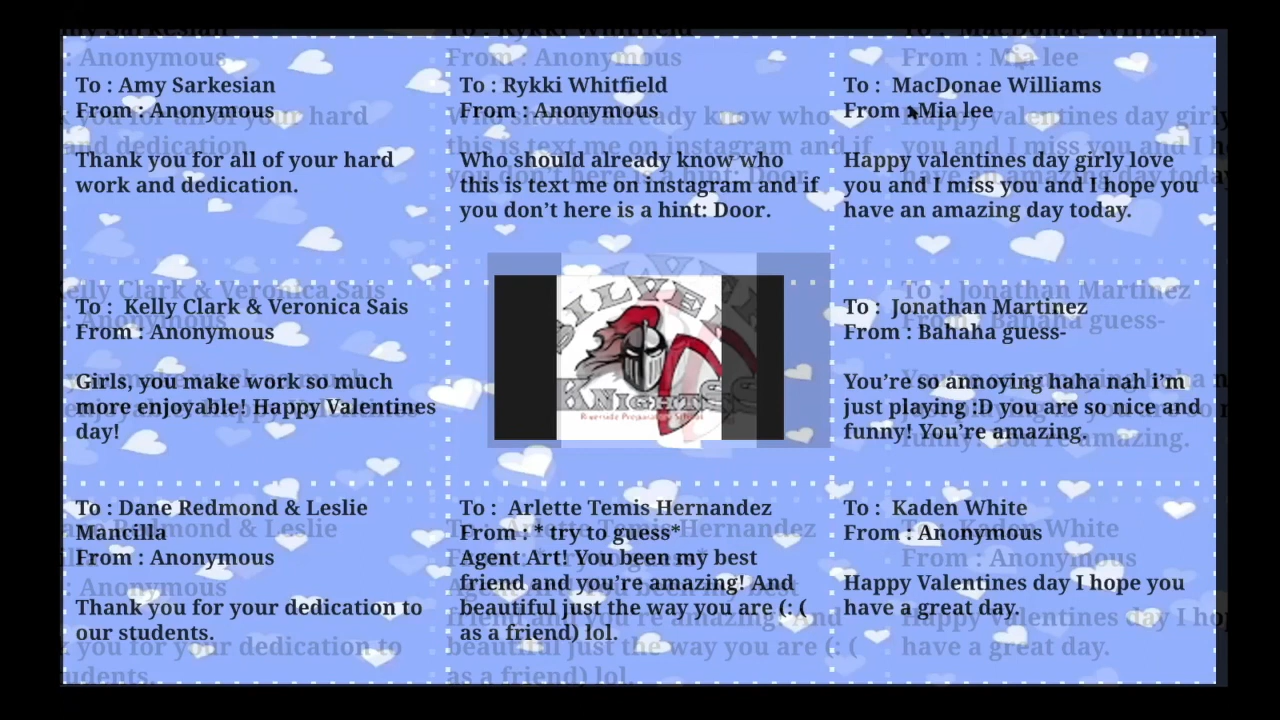 To : Amy Sarkesian
From : Anonymous
Thank you for all of your hard
work and dedication.
To : Rykki Whitfield
From : Anonymous
Who should already know who
this is text me on instagram and if
you don’t here is a hint: Door.
To : MacDonae Williams
From : Mia lee
Happy valentines day girly love
you and I miss you and I hope you
have an amazing day today.
To : Kelly Clark & Veronica Sais
From : Anonymous
Girls, you make work so much
more enjoyable! Happy Valentines
day!
SILVER
KNIGHTS
Riverside Preparatory School
To : Jonathan Martinez
From : Bahaha guess-
You’re so annoying haha nah i’m
just playing :D you are so nice and
funny! You’re amazing.
To : Dane Redmond & Leslie
Mancilla
From : Anonymous
Thank you for your dedication to
our students.
To : Arlette Temis Hernandez
From : * try to guess*
Agent Art! You been my best
friend and you’re amazing! And
beautiful just the way you are (: (
as a friend) lol.
To : Kaden White
From : Anonymous
Happy Valentines day I hope you
have a great day.